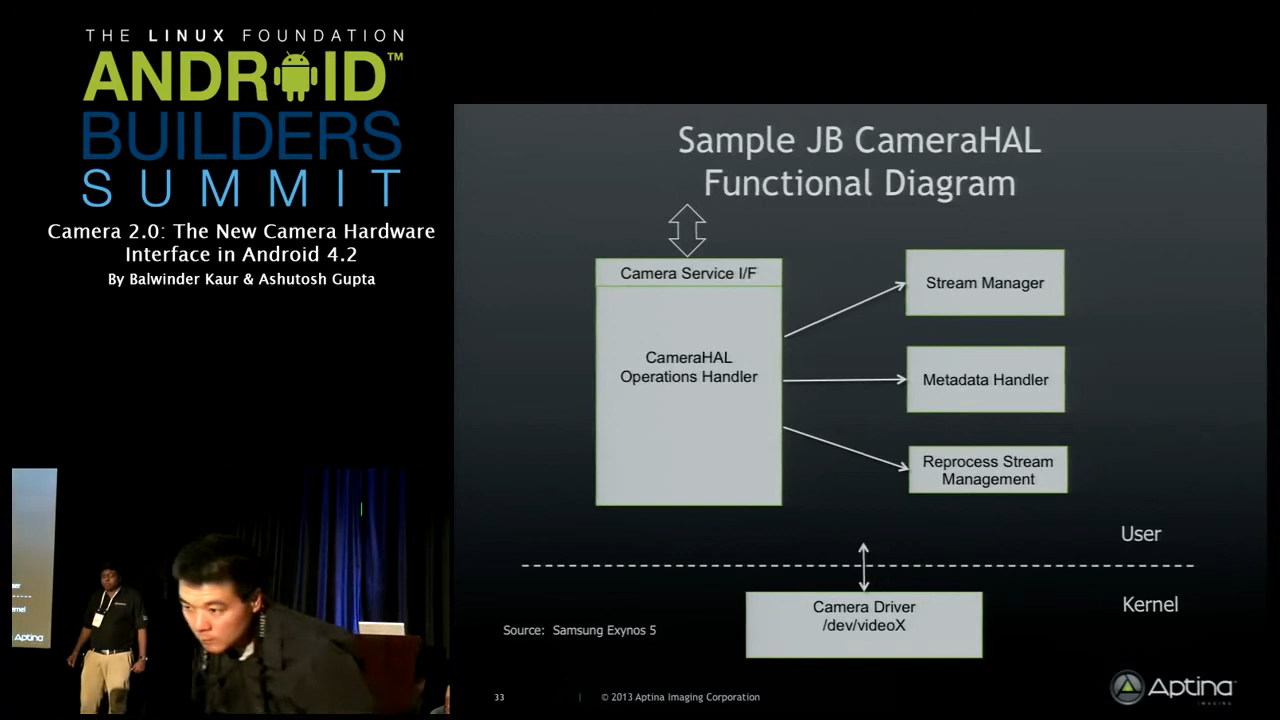 THE LINUX FOUNDATION
ANDROID™
BUILDERS
SUMMIT
Camera 2.0: The New Camera Hardware
Interface in Android 4.2
By Balwinder Kaur & Ashutosh Gupta
Sample JB CameraHAL
Functional Diagram
Camera Service I/F
CameraHAL
Operations Handler
Stream Manager
Metadata Handler
Reprocess Stream
Management
User
Kernel
Camera Driver
/dev/videoX
Source: Samsung Exynos 5
33
| © 2013 Aptina Imaging Corporation
Aptina
IMAGING
Aptina